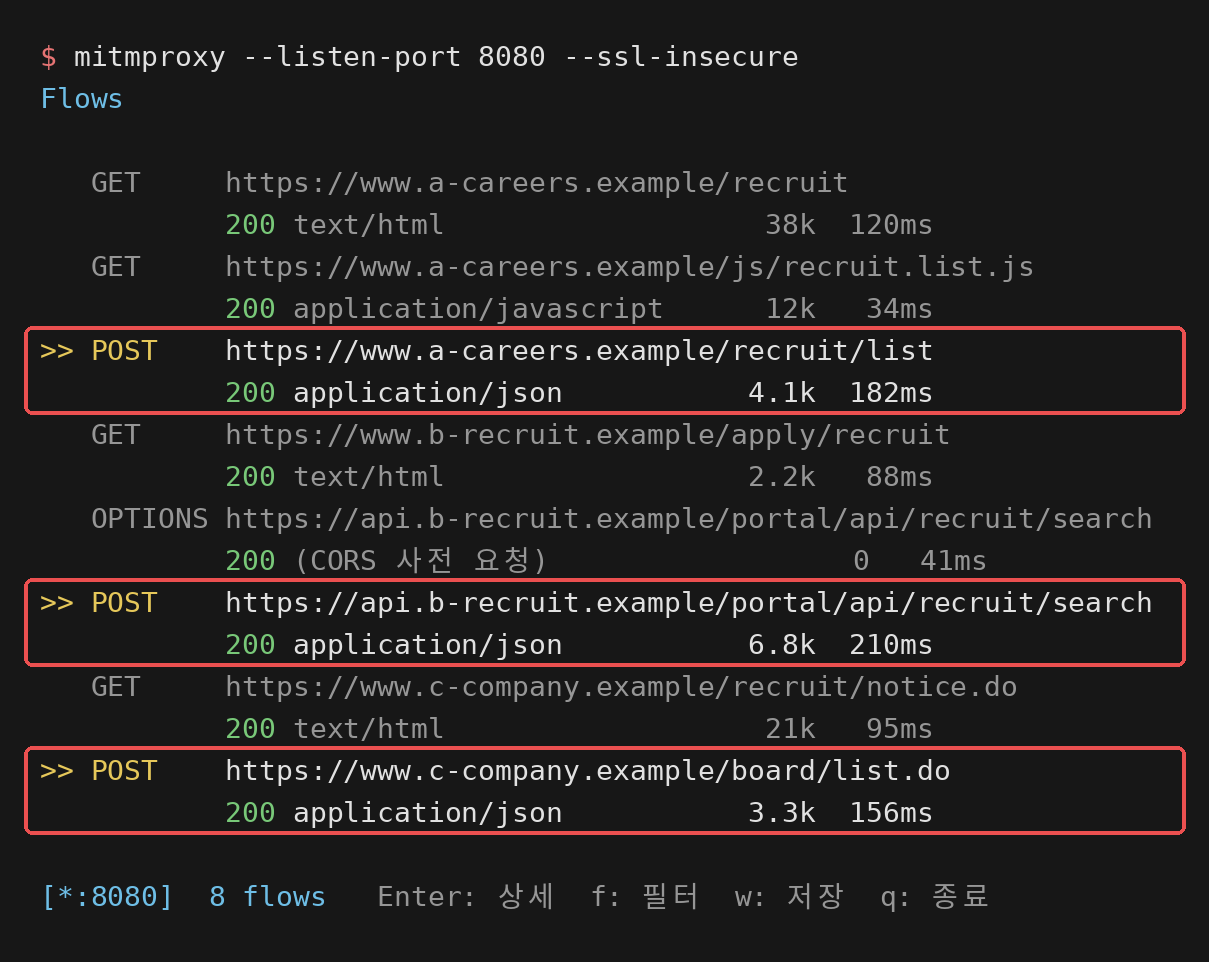 $ mitmproxy --listen-port 8080 --ssl-insecure
Flows
GET https://www.a-careers.example/recruit
200 text/html 38k 120ms
GET https://www.a-careers.example/js/recruit.list.js
200 application/javascript 12k 34ms
>> POST https://www.a-careers.example/recruit/list
200 application/json 4.1k 182ms
GET https://www.b-recruit.example/apply/recruit
200 text/html 2.2k 88ms
OPTIONS https://api.b-recruit.example/portal/api/recruit/search
200 (CORS 사전 요청) 0 41ms
>> POST https://api.b-recruit.example/portal/api/recruit/search
200 application/json 6.8k 210ms
GET https://www.c-company.example/recruit/notice.do
200 text/html 21k 95ms
>> POST https://www.c-company.example/board/list.do
200 application/json 3.3k 156ms
[*:8080] 8 flows Enter: 상세 f: 필터 w: 저장 q: 종료